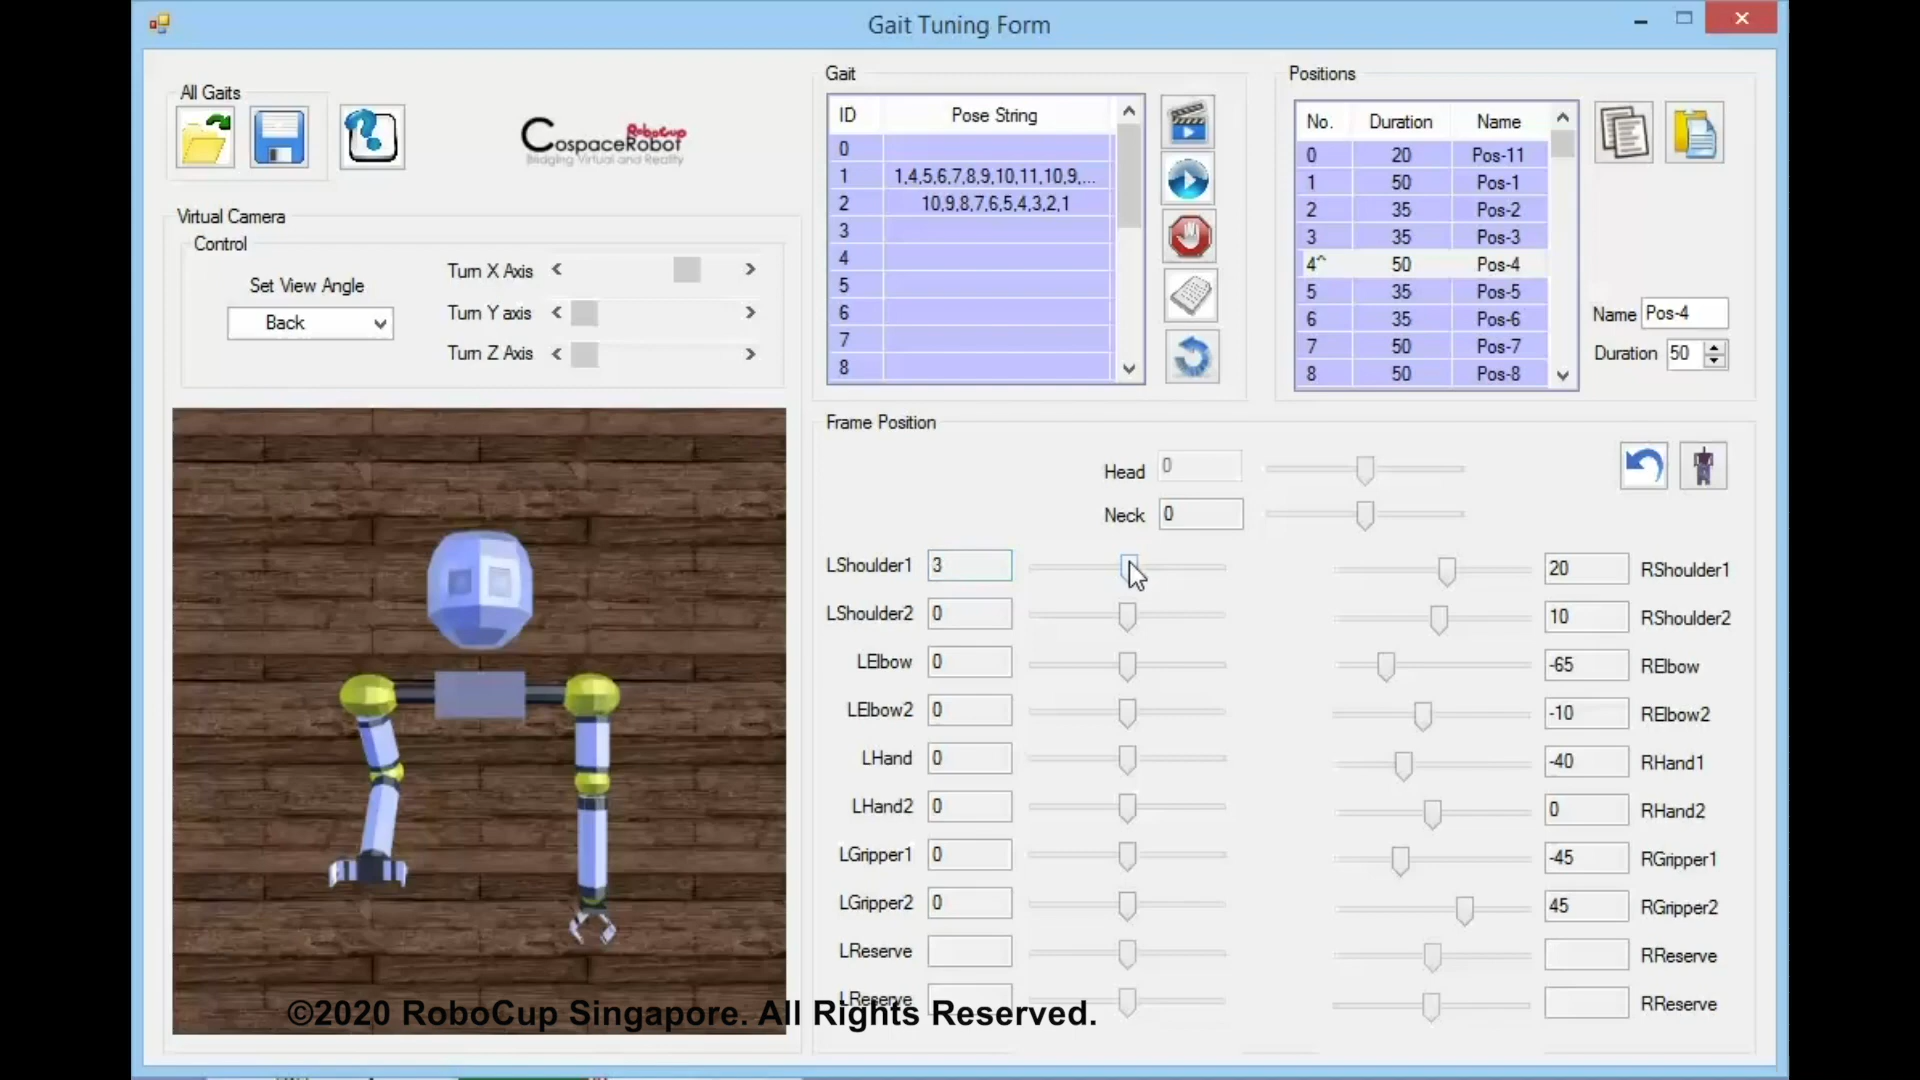 Gait Tuning Form
All Gaits
RoboCup
CospaceRobot
Bridging Virtual and Reality
Virtual Camera
Control
Set View Angle
Back
Turn X Axis < >
Turn Y axis < >
Turn Z Axis < >
Gait
ID Pose String
0
1 1,4,5,6,7,8,9,10,11,10,9,...
2 10,9,8,7,6,5,4,3,2,1
3
4
5
6
7
8
Positions
No. Duration Name
0 20 Pos-11
1 50 Pos-1
2 35 Pos-2
3 35 Pos-3
4^ 50 Pos-4
5 35 Pos-5
6 35 Pos-6
7 50 Pos-7
8 50 Pos-8
Name Pos-4
Duration 50
Frame Position
Head 0
Neck 0
LShoulder1 3 20 RShoulder1
LShoulder2 0 10 RShoulder2
LElbow 0 -65 RElbow
LElbow2 0 -10 RElbow2
LHand 0 -40 RHand1
LHand2 0 0 RHand2
LGripper1 0 -45 RGripper1
LGripper2 0 45 RGripper2
LReserve RReserve
LReserve RReserve
©2020 RoboCup Singapore. All Rights Reserved.